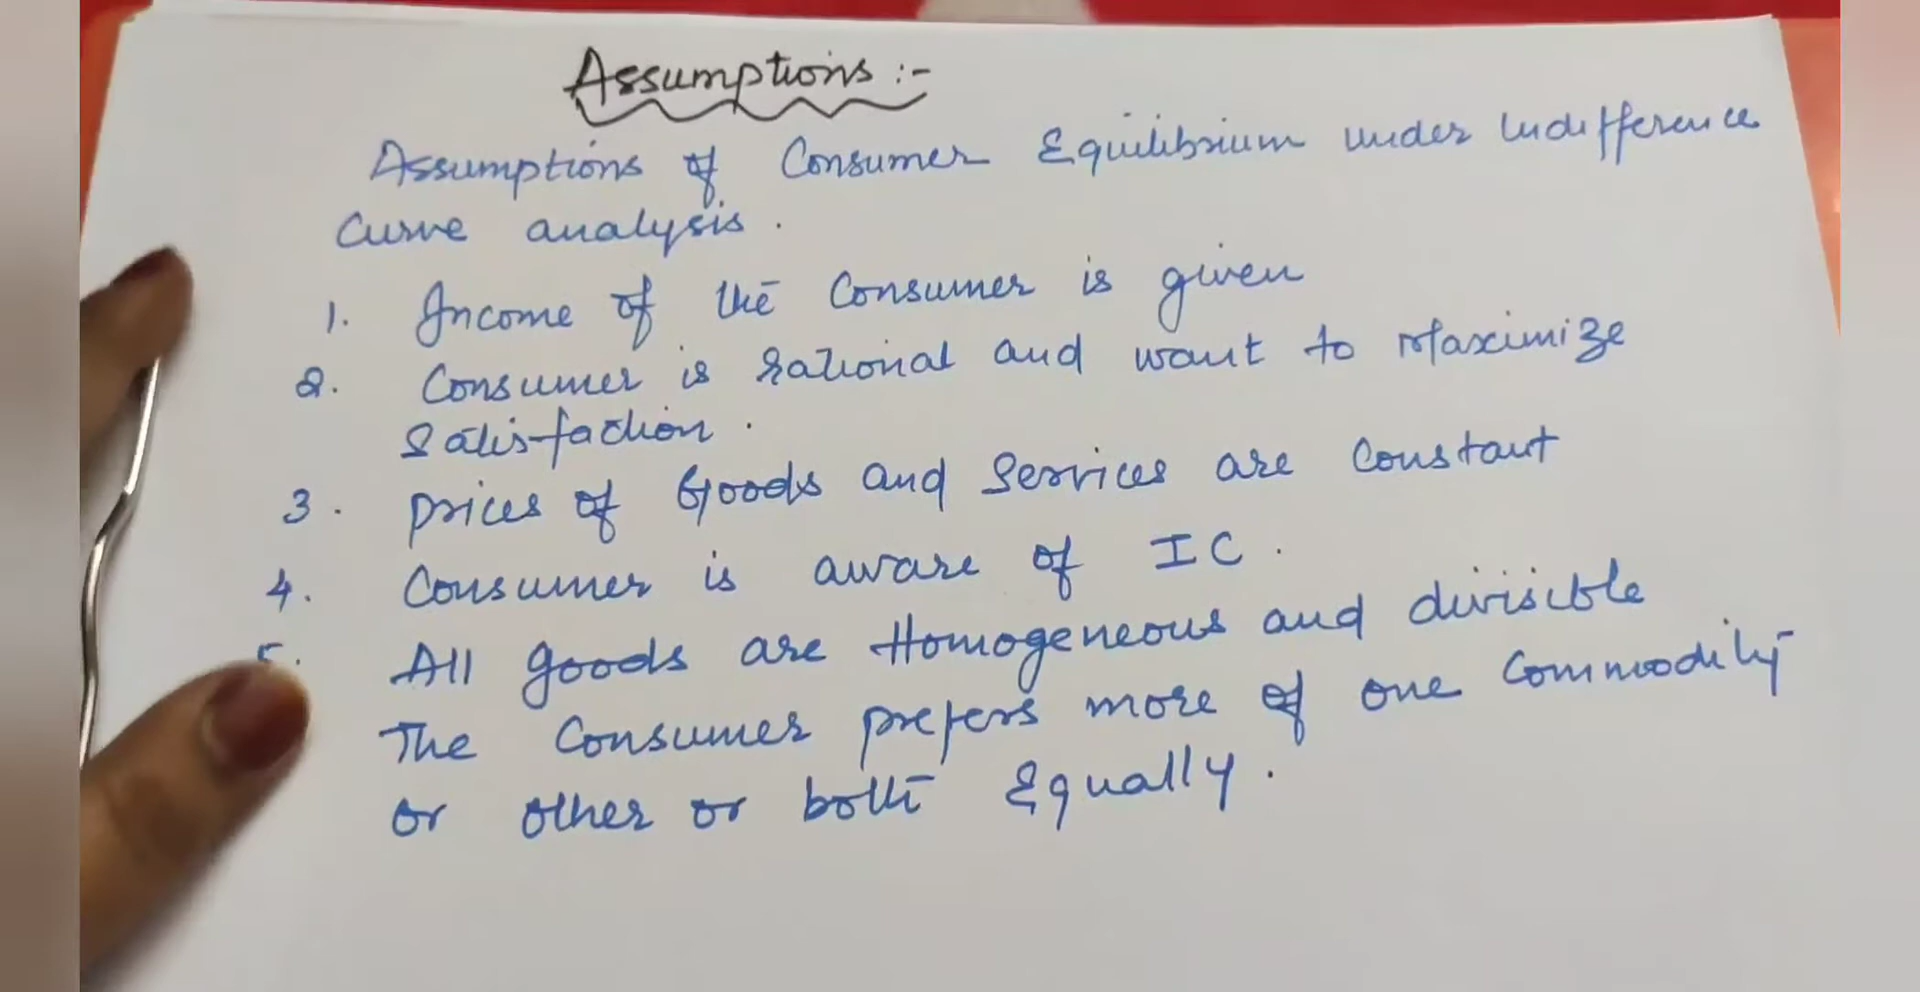 Assumptions :-
Assumptions of Consumer Equilibrium under Indifference
Curve analysis.
1. Income of the Consumer is given
2. Consumer is rational and want to Maximize
Satisfaction.
3. prices of Goods and Services are Constant
4. Consumer is aware of IC.
5. All goods are Homogeneous and divisible
The Consumer prefers more of one Commodity
or other or both Equally.